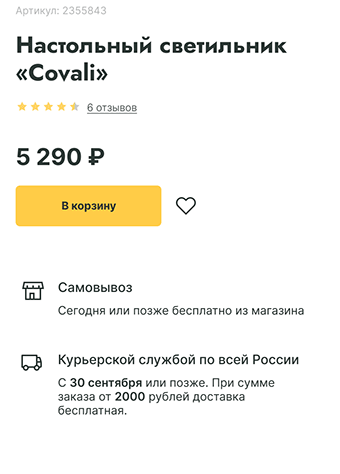 Артикул: 2355843
Настольный светильник
«Covali»
6 отзывов
5 290 ₽
В корзину
Самовывоз
Сегодня или позже бесплатно из магазина
Курьерской службой по всей России
С 30 сентября или позже. При сумме
заказа от 2000 рублей доставка
бесплатная.